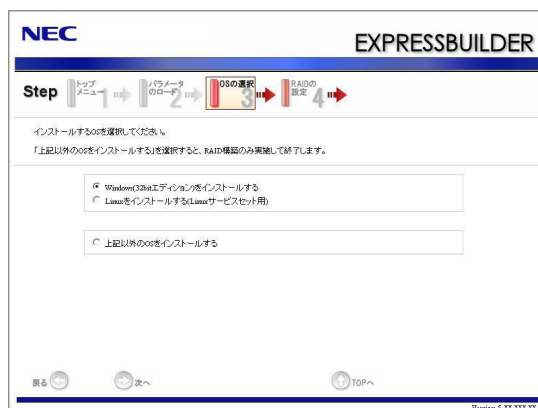 NEC
EXPRESSBUILDER
Step
トップメニュー 1
パラメータのロード 2
OSの選択 3
RAIDの設定 4
インストールするOSを選択してください。
「上記以外のOSをインストールする」を選択すると、RAID構築のみ実施して終了します。
Windows(32bitエディション)をインストールする
Linuxをインストールする(Linuxサービスセット用)
上記以外のOSをインストールする
戻る
次へ
TOPへ